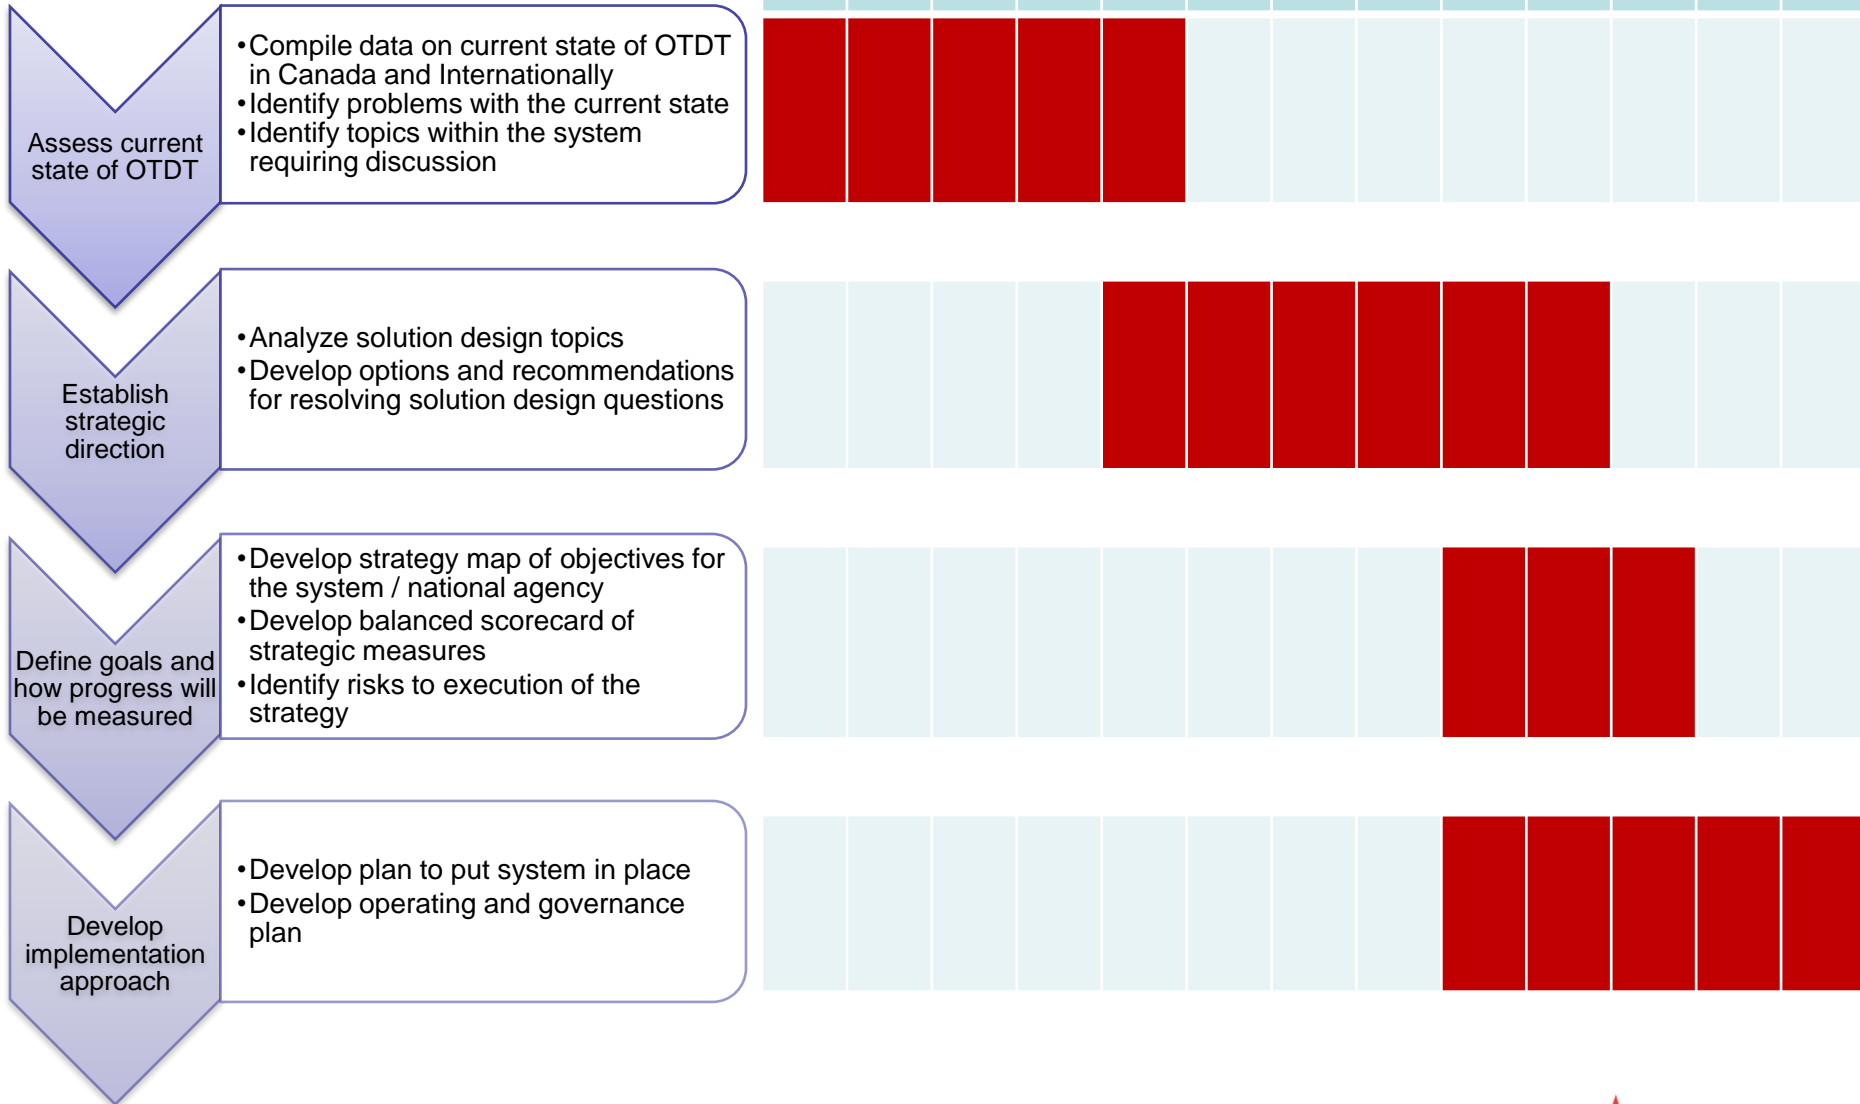 Assess current
state of OTDT
•Compile data on current state of OTDT
in Canada and Internationally
•Identify problems with the current state
•Identify topics within the system
requiring discussion
Establish
strategic
direction
•Analyze solution design topics
•Develop options and recommendations
for resolving solution design questions
Define goals and
how progress will
be measured
•Develop strategy map of objectives for
the system / national agency
•Develop balanced scorecard of
strategic measures
•Identify risks to execution of the
strategy
Develop
implementation
approach
•Develop plan to put system in place
•Develop operating and governance
plan